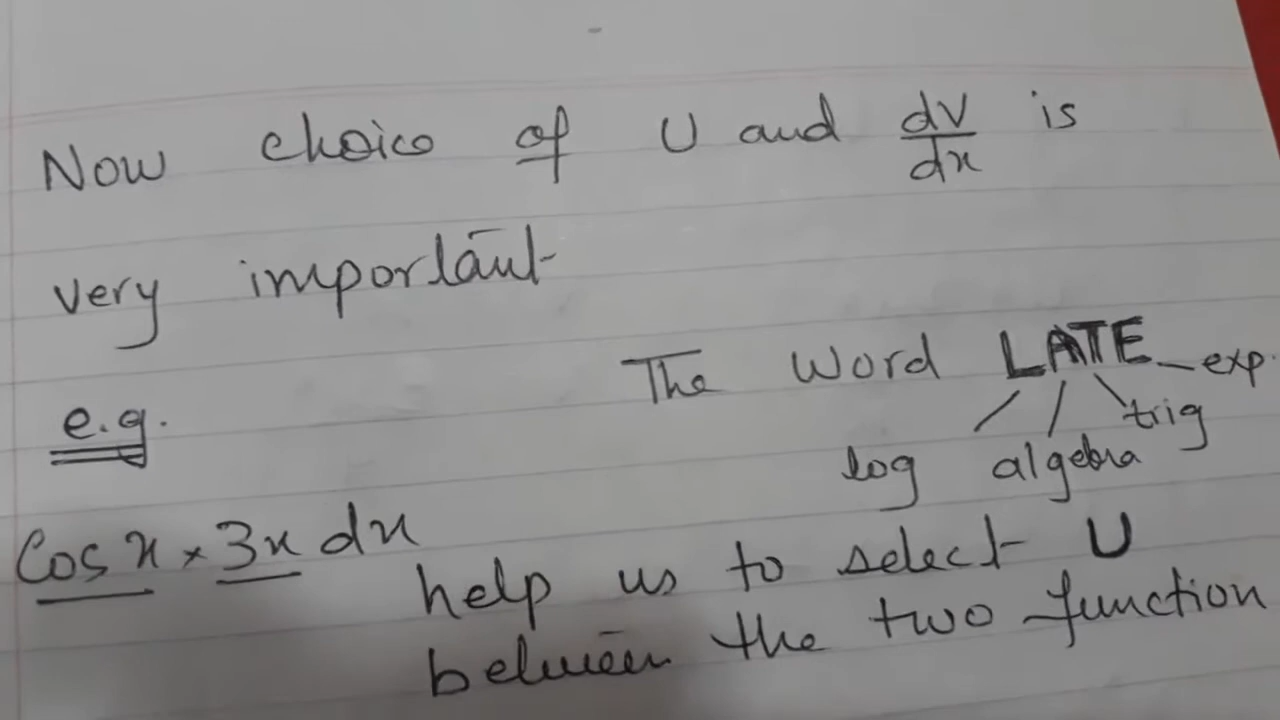 Now choice of U and dV/dx is
very important
The word LATE exp.
e.g.
log algebra trig
Cos x × 3x dx
help us to select U
between the two function